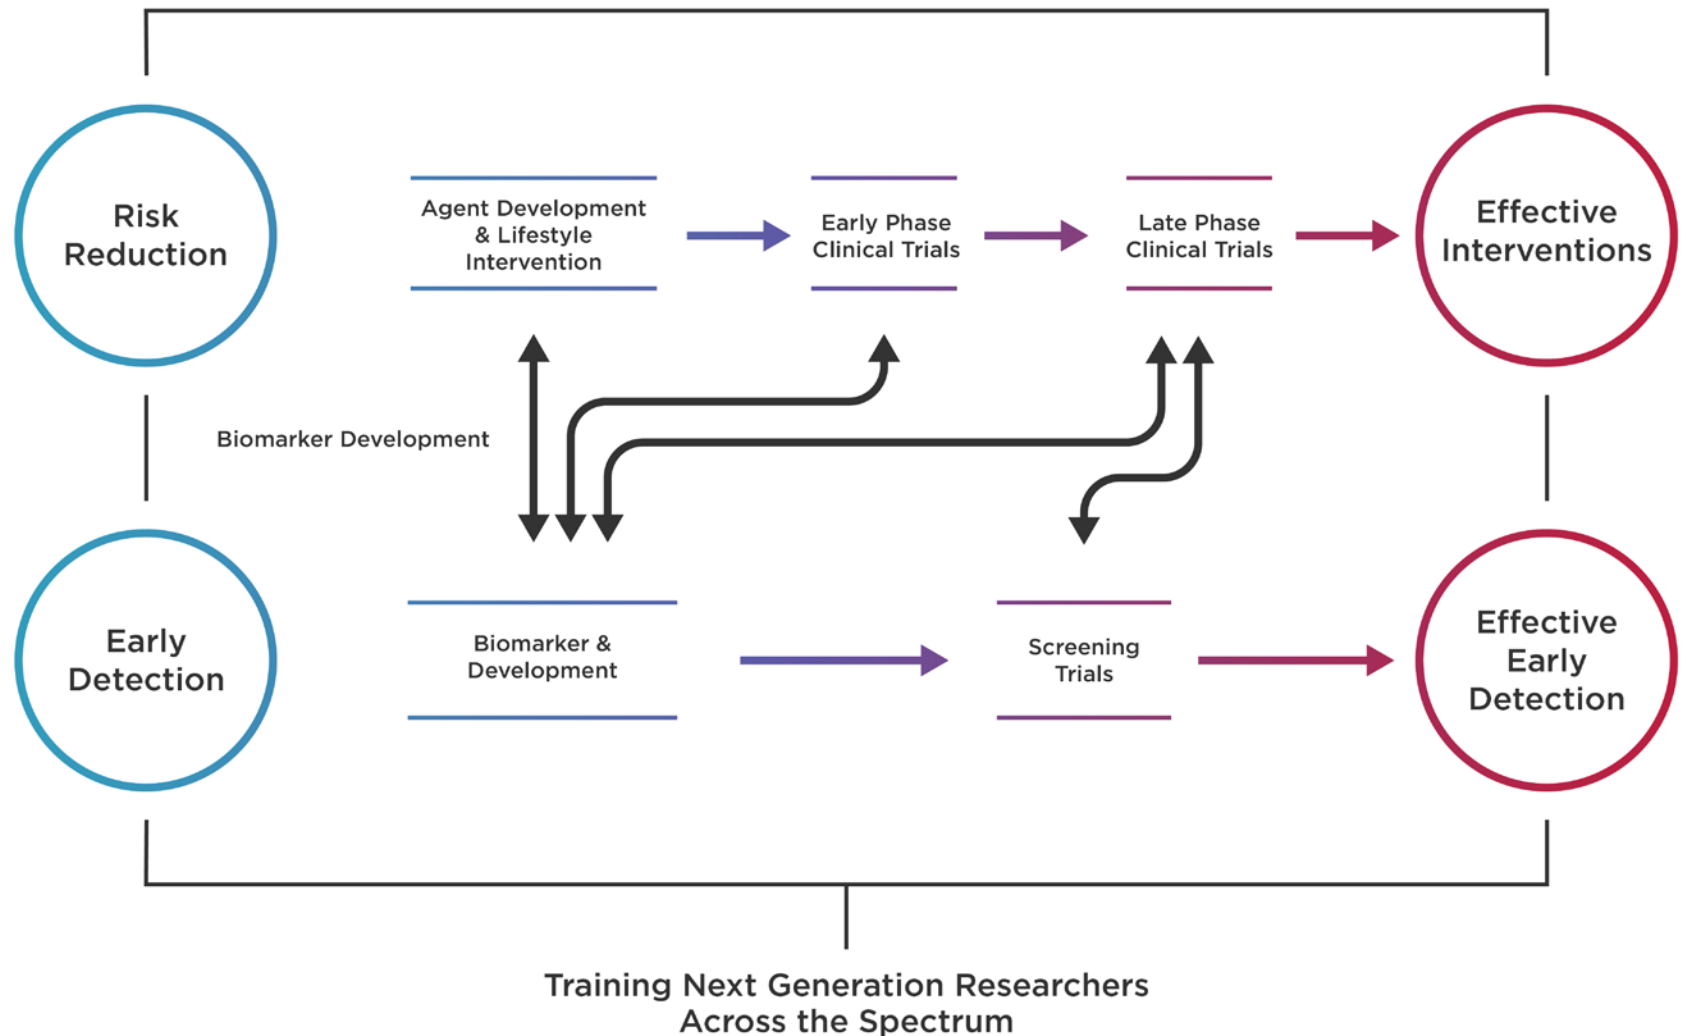 Risk
Reduction
Agent Development
& Lifestyle
Intervention
Early Phase
Clinical Trials
Late Phase
Clinical Trials
Effective
Interventions
Biomarker Development
Early
Detection
Biomarker &
Development
Screening
Trials
Effective
Early
Detection
Training Next Generation Researchers
Across the Spectrum